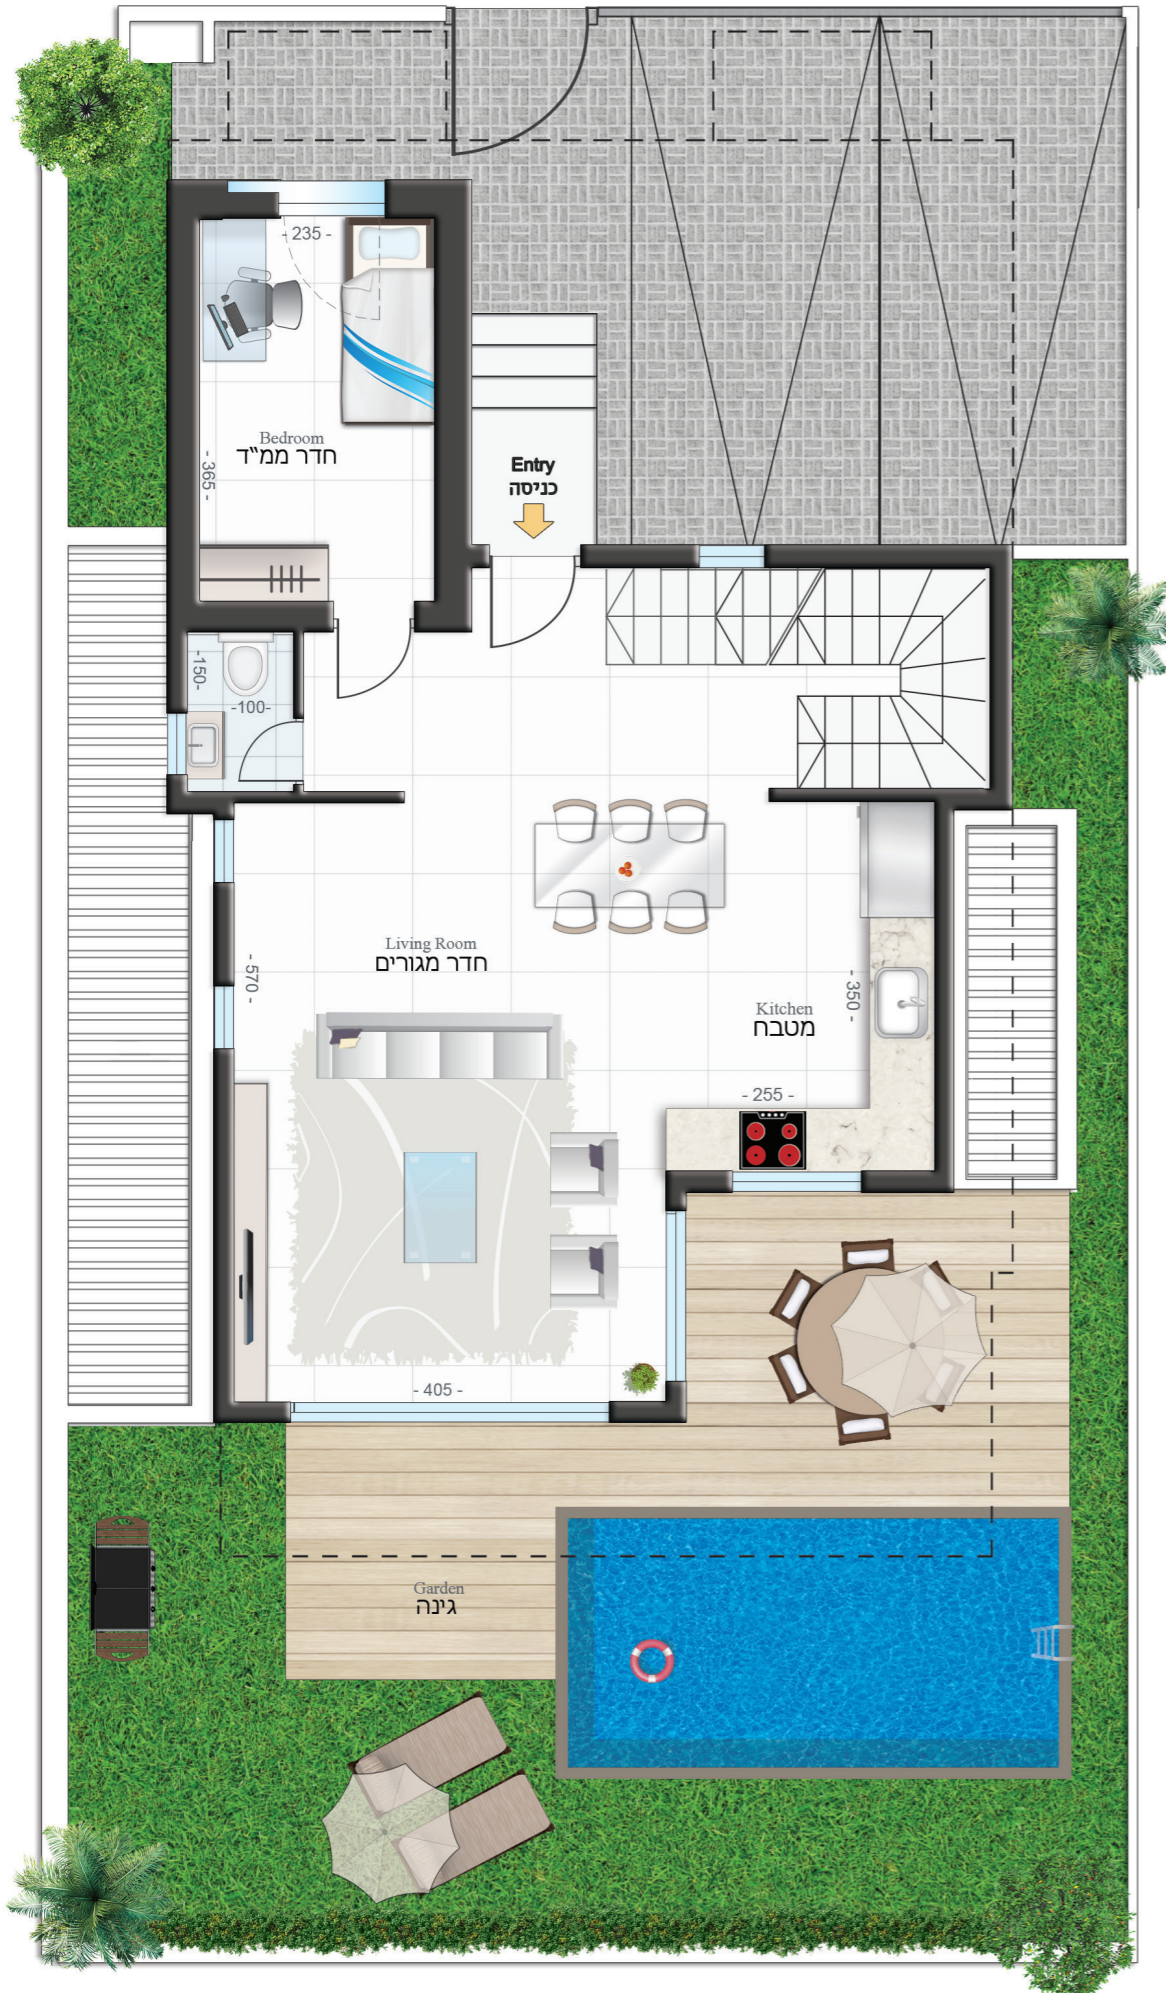 - 235 -
Bedroom
חדר ממ"ד
- 365 -
Entry
כניסה
-150-
-100-
Living Room
חדר מגורים
- 570 -
Kitchen
מטבח
- 350 -
- 255 -
- 405 -
Garden
גינה